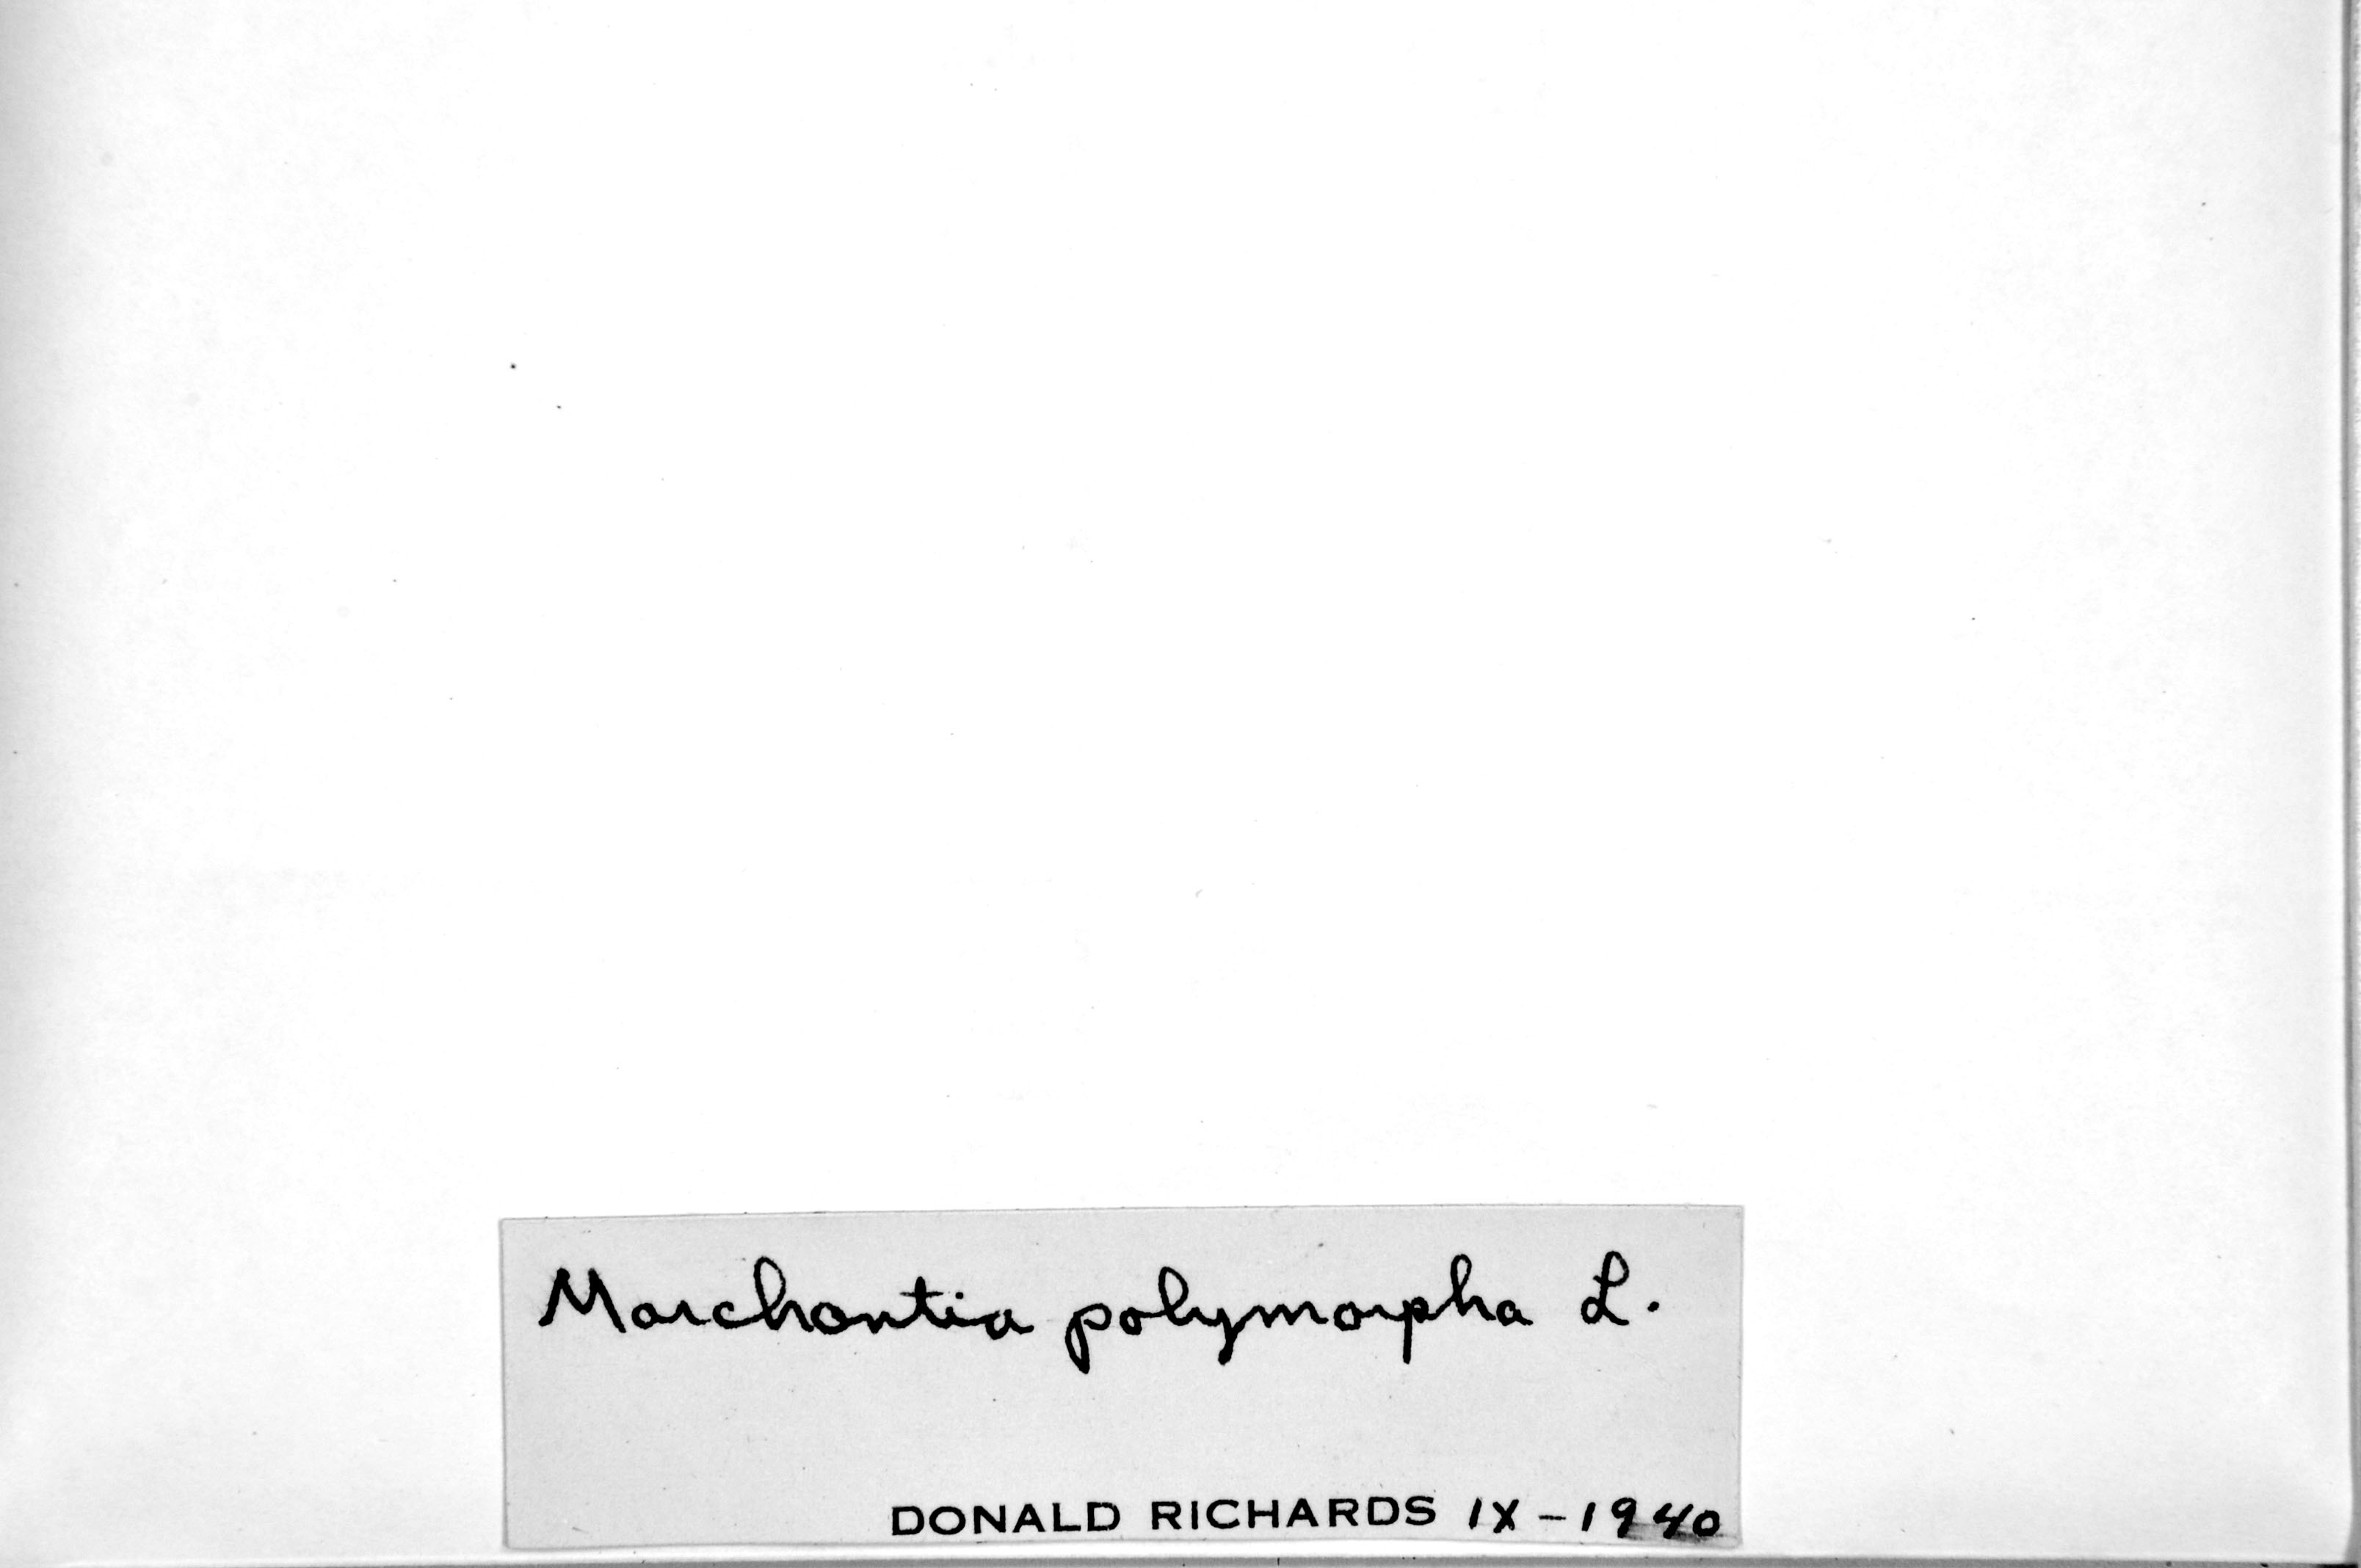 Marchantia polymorpha L.
DONALD RICHARDS IX-1940